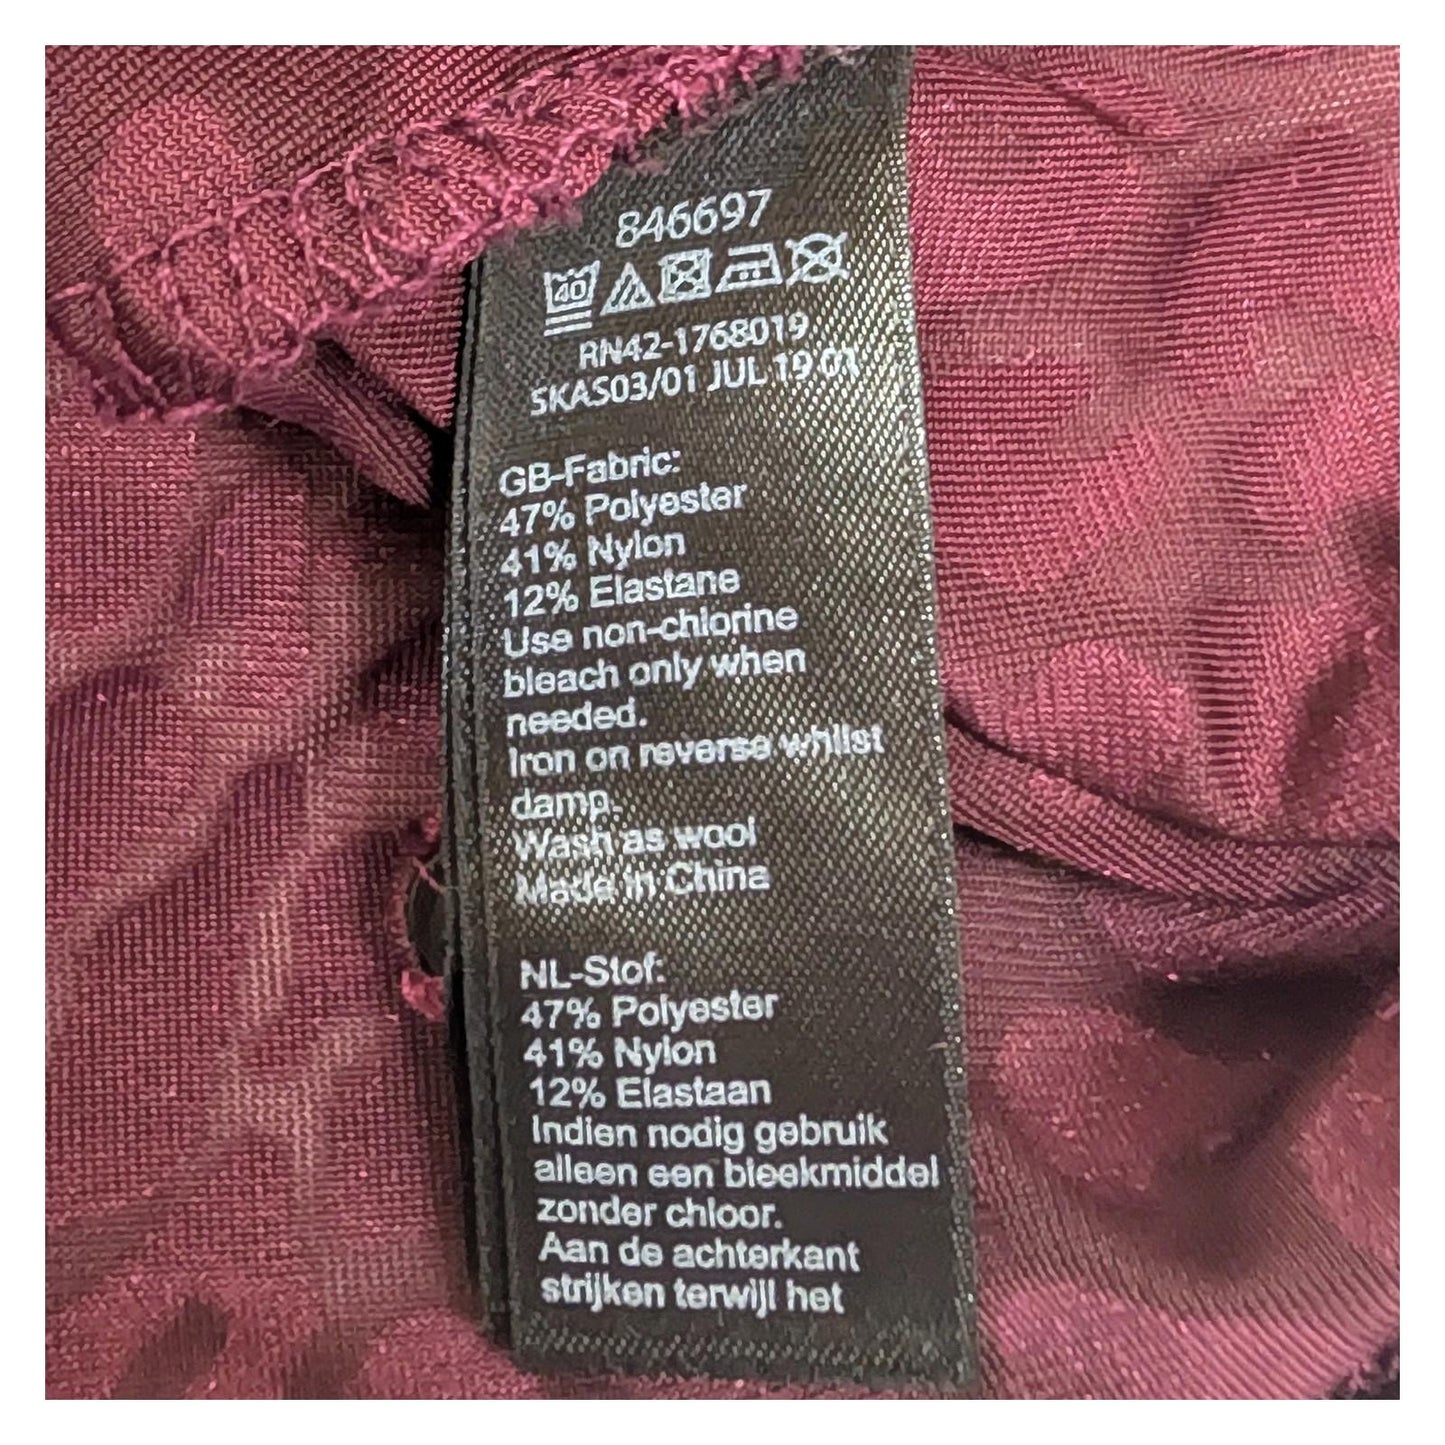 846697
40
RN42-1768019
SKAS03/01 JUL 19 01
GB-Fabric:
47% Polyester
41% Nylon
12% Elastane
Use non-chlorine
bleach only when
needed.
Iron on reverse whilst
damp.
Wash as wool
Made in China
NL-Stof:
47% Polyester
41% Nylon
12% Elastaan
Indien nodig gebruik
alleen een bleekmiddel
zonder chloor.
Aan de achterkant
strijken terwijl het